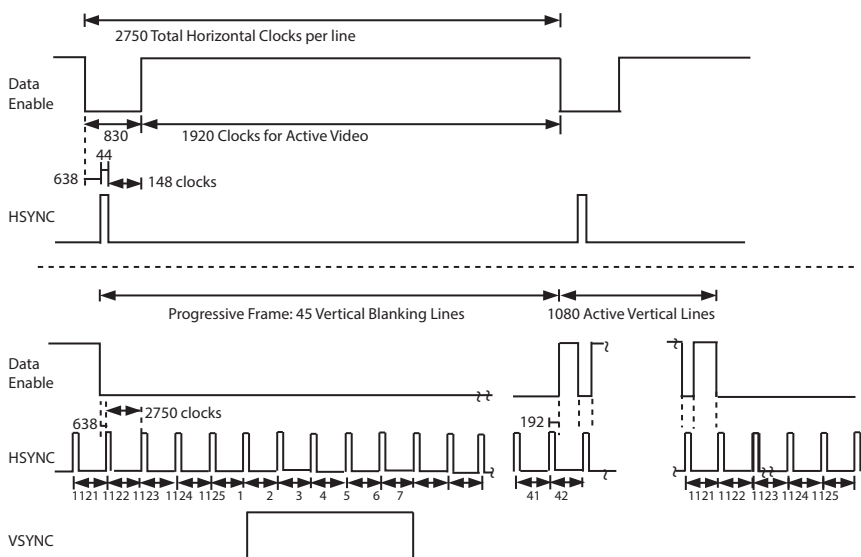 2750 Total Horizontal Clocks per line
Data
Enable
830
1920 Clocks for Active Video
44
638
148 clocks
HSYNC
Progressive Frame: 45 Vertical Blanking Lines
1080 Active Vertical Lines
Data
Enable
638
2750 clocks
192
HSYNC
1121 1122 1123 1124 1125 1 2 3 4 5 6 7 41 42 1121 1122 1123 1124 1125
VSYNC